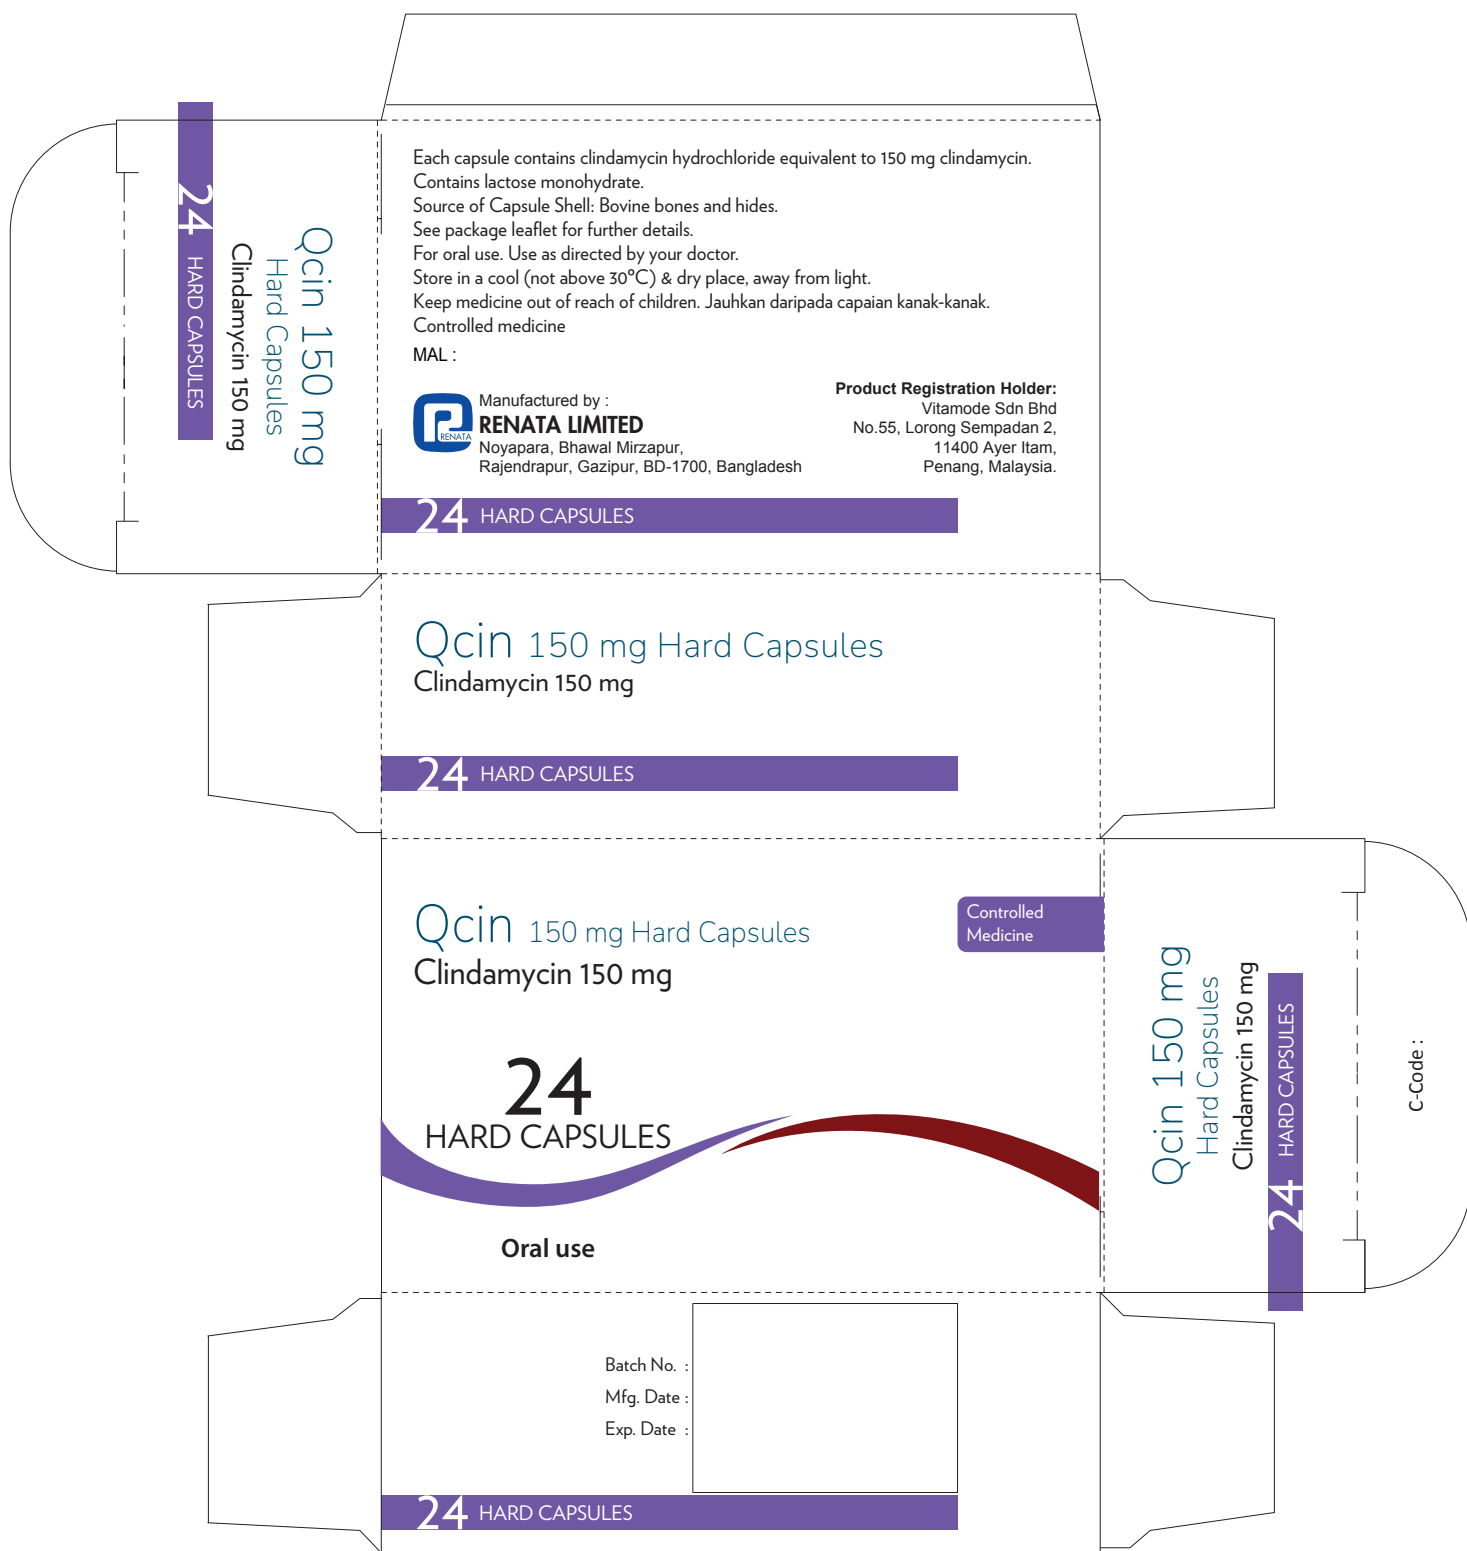 24 HARD CAPSULES
Qcin 150 mg
Hard Capsules
Clindamycin 150 mg
Each capsule contains clindamycin hydrochloride equivalent to 150 mg clindamycin.
Contains lactose monohydrate.
Source of Capsule Shell: Bovine bones and hides.
See package leaflet for further details.
For oral use. Use as directed by your doctor.
Store in a cool (not above 30°C) & dry place, away from light.
Keep medicine out of reach of children. Jauhkan daripada capaian kanak-kanak.
Controlled medicine
MAL :
RENATA
Manufactured by :
RENATA LIMITED
Noyapara, Bhawal Mirzapur,
Rajendrapur, Gazipur, BD-1700, Bangladesh
Product Registration Holder:
Vitamode Sdn Bhd
No.55, Lorong Sempadan 2,
11400 Ayer Itam,
Penang, Malaysia.
24 HARD CAPSULES
Qcin 150 mg Hard Capsules
Clindamycin 150 mg
24 HARD CAPSULES
Qcin 150 mg Hard Capsules
Clindamycin 150 mg
Controlled
Medicine
24
HARD CAPSULES
Oral use
Qcin 150 mg
Hard Capsules
Clindamycin 150 mg
24 HARD CAPSULES
C-Code :
Batch No. :
Mfg. Date :
Exp. Date :
24 HARD CAPSULES